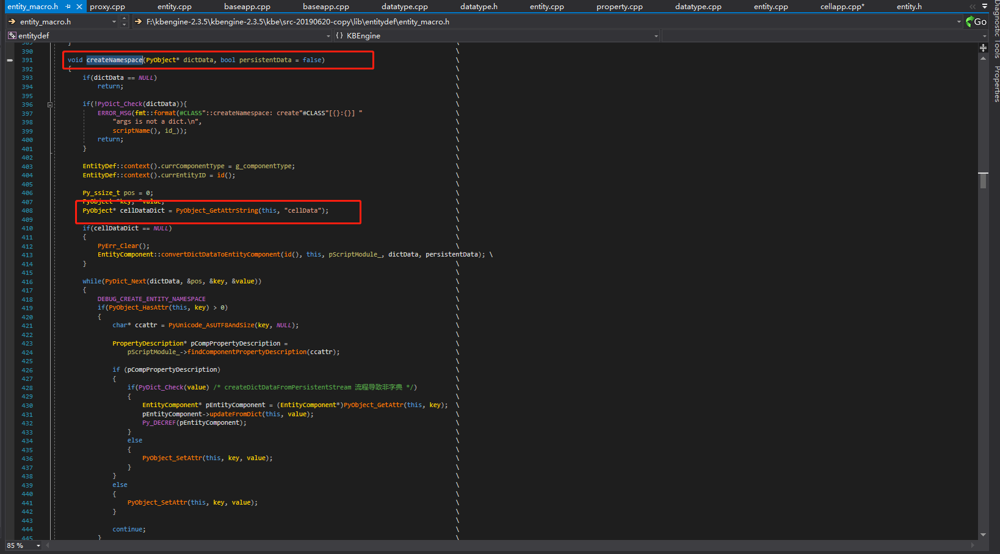 entity_macro.h proxy.cpp entity.cpp baseapp.cpp baseapp.cpp datatype.cpp datatype.h entity.cpp property.cpp datatype.cpp entity.cpp cellapp.cpp* entity.h
entity_macro.h F:\kbengine-2.3.5\kbengine-2.3.5\kbe\src-20190620-copy\lib\entitydef\entity_macro.h Go
entitydef {} KBEngine
389 } \
390 \
391 void createNamespace(PyObject* dictData, bool persistentData = false) \
392 { \
393 if(dictData == NULL) \
394 return; \
395 \
396 if(!PyDict_Check(dictData)){ \
397 ERROR_MSG(fmt::format(#CLASS"::createNamespace: create"#CLASS"[{}:{}] " \
398 "args is not a dict.\n", \
399 scriptName(), id_)); \
400 return; \
401 } \
402 \
403 EntityDef::context().currComponentType = g_componentType; \
404 EntityDef::context().currEntityID = id(); \
405 \
406 Py_ssize_t pos = 0; \
407 PyObject *key, *value; \
408 PyObject* cellDataDict = PyObject_GetAttrString(this, "cellData"); \
409 \
410 if(cellDataDict == NULL) \
411 { \
412 PyErr_Clear(); \
413 EntityComponent::convertDictDataToEntityComponent(id(), this, pScriptModule_, dictData, persistentData); \
414 } \
415 \
416 while(PyDict_Next(dictData, &pos, &key, &value)) \
417 { \
418 DEBUG_CREATE_ENTITY_NAMESPACE \
419 if(PyObject_HasAttr(this, key) > 0) \
420 { \
421 char* ccattr = PyUnicode_AsUTF8AndSize(key, NULL); \
422 \
423 PropertyDescription* pCompPropertyDescription = \
424 pScriptModule_->findComponentPropertyDescription(ccattr); \
425 \
426 if (pCompPropertyDescription) \
427 { \
428 if(PyDict_Check(value) /* createDictDataFromPersistentStream 流程导致非字典 */) \
429 { \
430 EntityComponent* pEntityComponent = (EntityComponent*)PyObject_GetAttr(this, key); \
431 pEntityComponent->updateFromDict(this, value); \
432 Py_DECREF(pEntityComponent); \
433 } \
434 else \
435 { \
436 PyObject_SetAttr(this, key, value); \
437 } \
438 } \
439 else \
440 { \
441 PyObject_SetAttr(this, key, value); \
442 } \
443 \
444 continue; \
445 } \
85 %
Diagnostic Tools
Properties